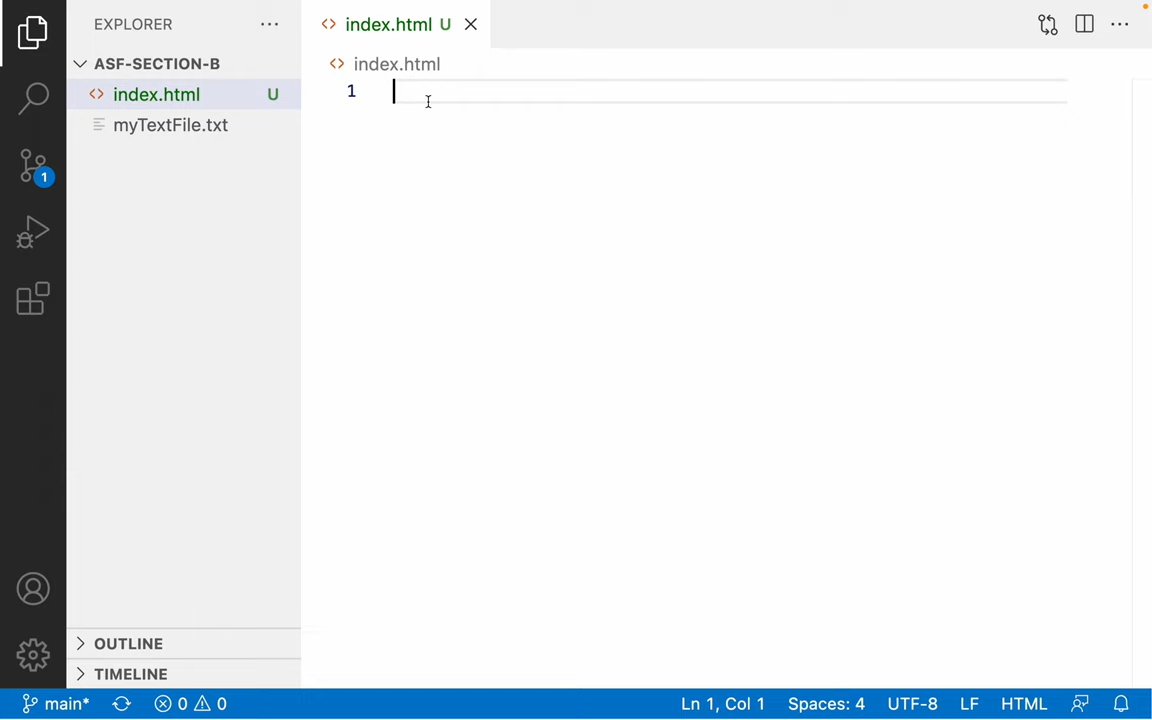 EXPLORER
ASF-SECTION-B
index.html U
myTextFile.txt
OUTLINE
TIMELINE
index.html U
index.html
1
1
main* 0 0 Ln 1, Col 1 Spaces: 4 UTF-8 LF HTML